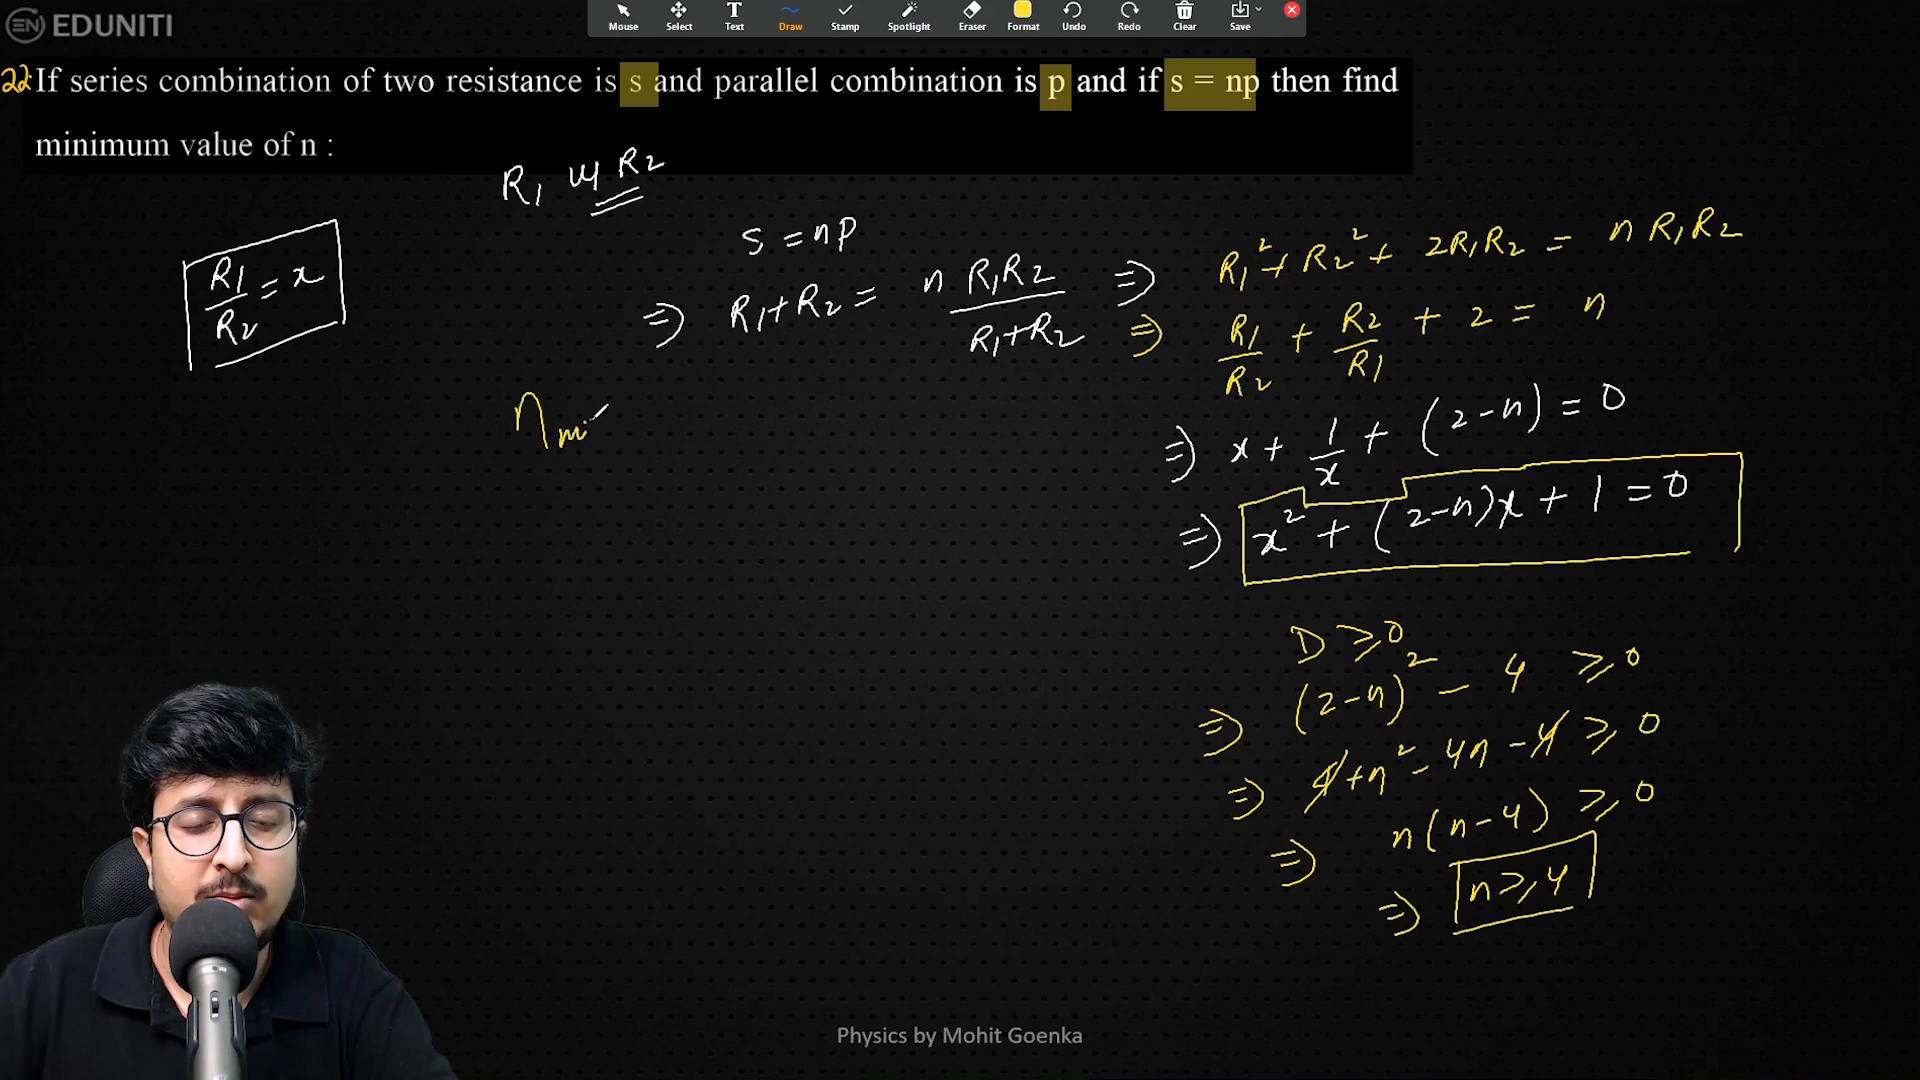 EDUNITI
Mouse Select Text Draw Stamp Spotlight Eraser Format Undo Redo Clear Save
22. If series combination of two resistance is s and parallel combination is p and if s = np then find
minimum value of n :
R₁ R₂
R₁/R₂ = x
S = nP
⇒ R₁+R₂ = n R₁R₂/(R₁+R₂)
⇒ R₁² + R₂² + 2R₁R₂ = n R₁R₂
⇒ R₁/R₂ + R₂/R₁ + 2 = n
⇒ x + 1/x + (2-n) = 0
⇒ x² + (2-n)x + 1 = 0
D ≥ 0
⇒ (2-n)² - 4 ≥ 0
⇒ 4 + n² - 4n - 4 ≥ 0
⇒ n(n-4) ≥ 0
⇒ n ≥ 4
n mi
Physics by Mohit Goenka